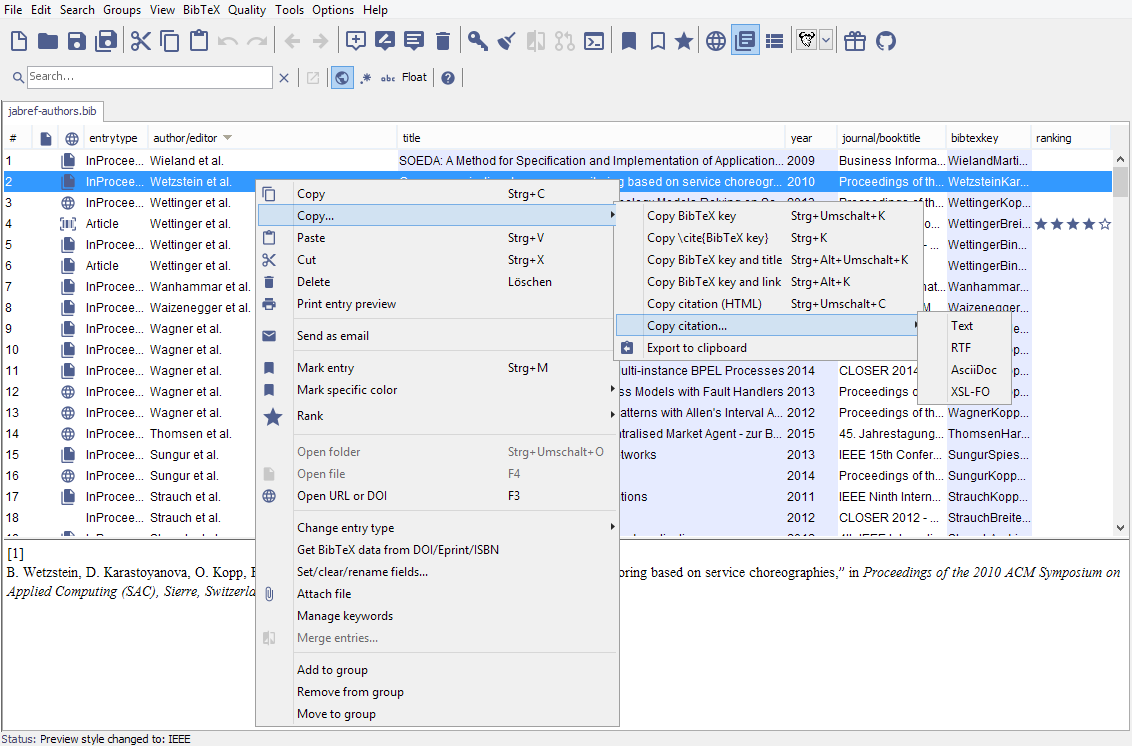 File Edit Search Groups View BibTeX Quality Tools Options Help
Search...
abc Float
jabref-authors.bib
# entrytype author/editor title year journal/booktitle bibtexkey ranking
1 InProcee... Wieland et al. SOEDA: A Method for Specification and Implementation of Application... 2009 Business Informa... WielandMarti...
2 InProcee... Wetzstein et al. based on service choreogr... 2010 Proceedings of th... WetzsteinKar...
3 InProcee... Wettinger et al. WettingerKop...
4 Article Wettinger et al. WettingerBrei...
5 InProcee... Wettinger et al. WettingerBin...
6 Article Wettinger et al. WettingerBin...
7 InProcee... Wanhammar et al. Wanhammar...
8 InProcee... Waizenegger et al. Waizenegger...
9 InProcee... Wagner et al.
10 InProcee... Wagner et al.
11 InProcee... Wagner et al. ulti-instance BPEL Processes 2014 CLOSER 2014
12 InProcee... Wagner et al. ss Models with Fault Handlers 2013 Proceedings
13 InProcee... Wagner et al. atterns with Allen's Interval A... 2012 Proceedings of th... WagnerKopp...
14 InProcee... Thomsen et al. ntralised Market Agent - zur B... 2015 45. Jahrestagung... ThomsenHar...
15 InProcee... Sungur et al. tworks 2013 IEEE 15th Confer... SungurSpies...
16 InProcee... Sungur et al. 2014 Proceedings of th... SungurKopp...
17 InProcee... Strauch et al. tions 2011 IEEE Ninth Intern... StrauchKopp...
18 InProcee... Strauch et al. 2012 CLOSER 2012 - ... StrauchBreite...
Copy Strg+C
Copy...
Paste Strg+V
Cut Strg+X
Delete Löschen
Print entry preview
Send as email
Mark entry Strg+M
Mark specific color
Rank
Open folder Strg+Umschalt+O
Open file F4
Open URL or DOI F3
Change entry type
Get BibTeX data from DOI/Eprint/ISBN
Set/clear/rename fields...
Attach file
Manage keywords
Merge entries...
Add to group
Remove from group
Move to group
Copy BibTeX key Strg+Umschalt+K
Copy \cite{BibTeX key} Strg+K
Copy BibTeX key and title Strg+Alt+Umschalt+K
Copy BibTeX key and link Strg+Alt+K
Copy citation (HTML) Strg+Umschalt+C
Copy citation...
Export to clipboard
Text
RTF
AsciiDoc
XSL-FO
[1]
B. Wetzstein, D. Karastoyanova, O. Kopp, oring based on service choreographies,” in Proceedings of the 2010 ACM Symposium on
Applied Computing (SAC), Sierre, Switzerla
Status: Preview style changed to: IEEE